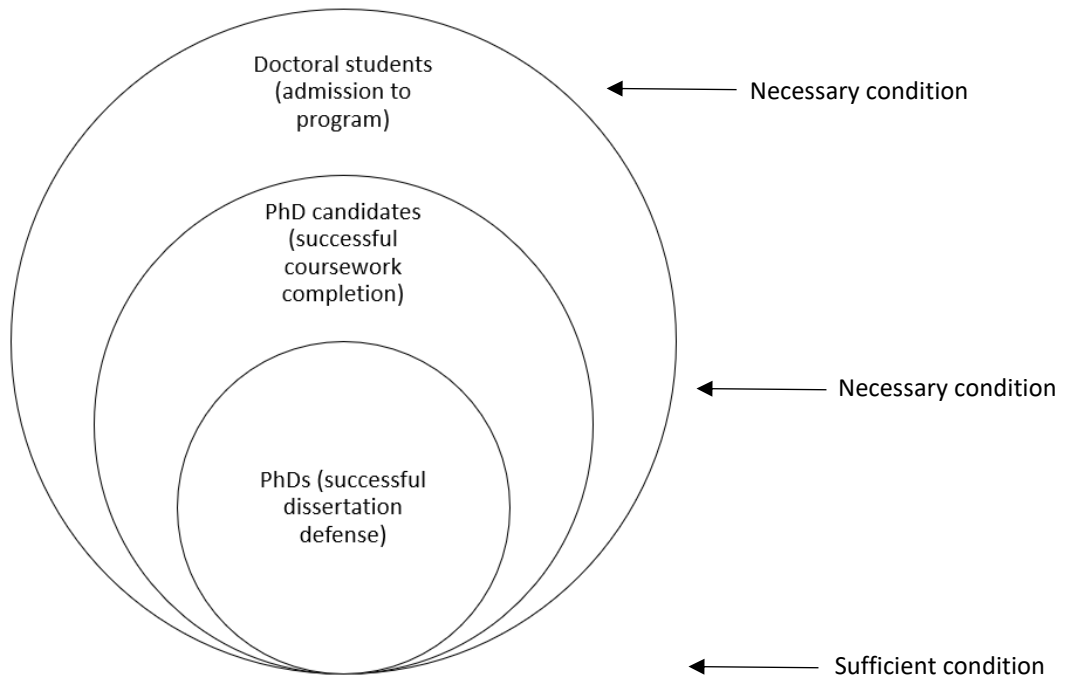 Doctoral students
(admission to
program)
Necessary condition
PhD candidates
(successful
coursework
completion)
Necessary condition
PhDs (successful
dissertation
defense)
Sufficient condition